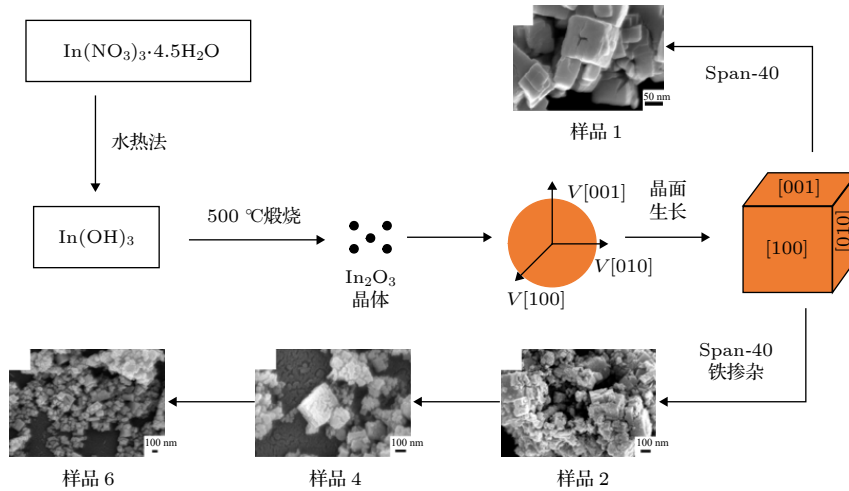 In(NO₃)₃·4.5H₂O
水热法
In(OH)₃
500 ℃煅烧
In₂O₃
晶体
V[001]
V[010]
V[100]
晶面
生长
[001]
[010]
[100]
Span-40
50 nm
样品 1
Span-40
铁掺杂
100 nm
样品 2
100 nm
样品 4
100 nm
样品 6